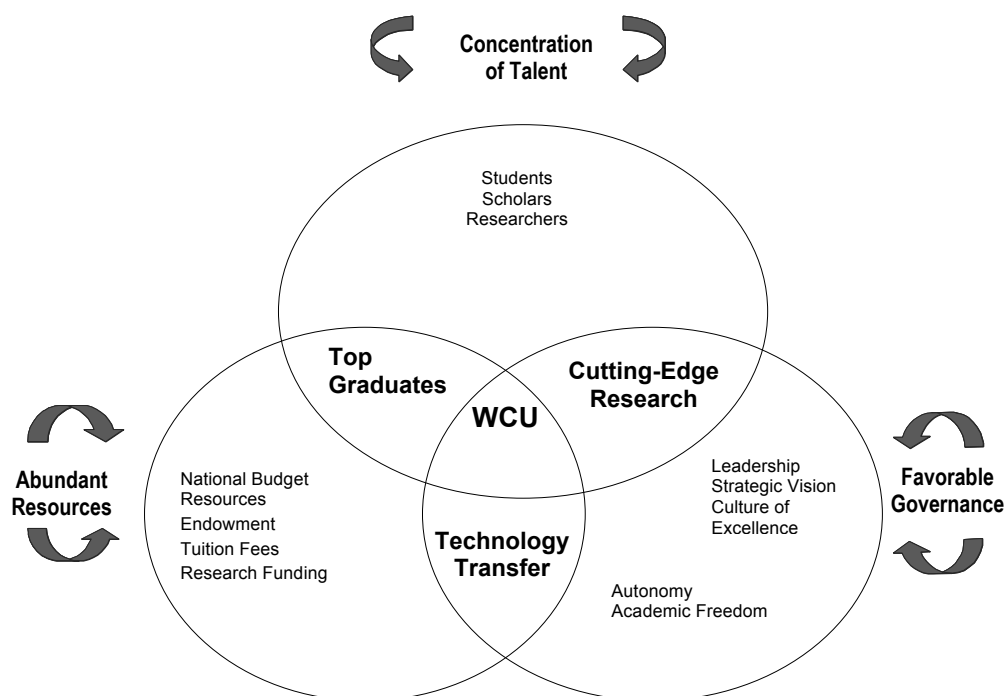 Concentration
of Talent
Students
Scholars
Researchers
Top
Graduates
Cutting-Edge
Research
WCU
Abundant
Resources
National Budget
Resources
Endowment
Tuition Fees
Research Funding
Technology
Transfer
Leadership
Strategic Vision
Culture of
Excellence
Autonomy
Academic Freedom
Favorable
Governance